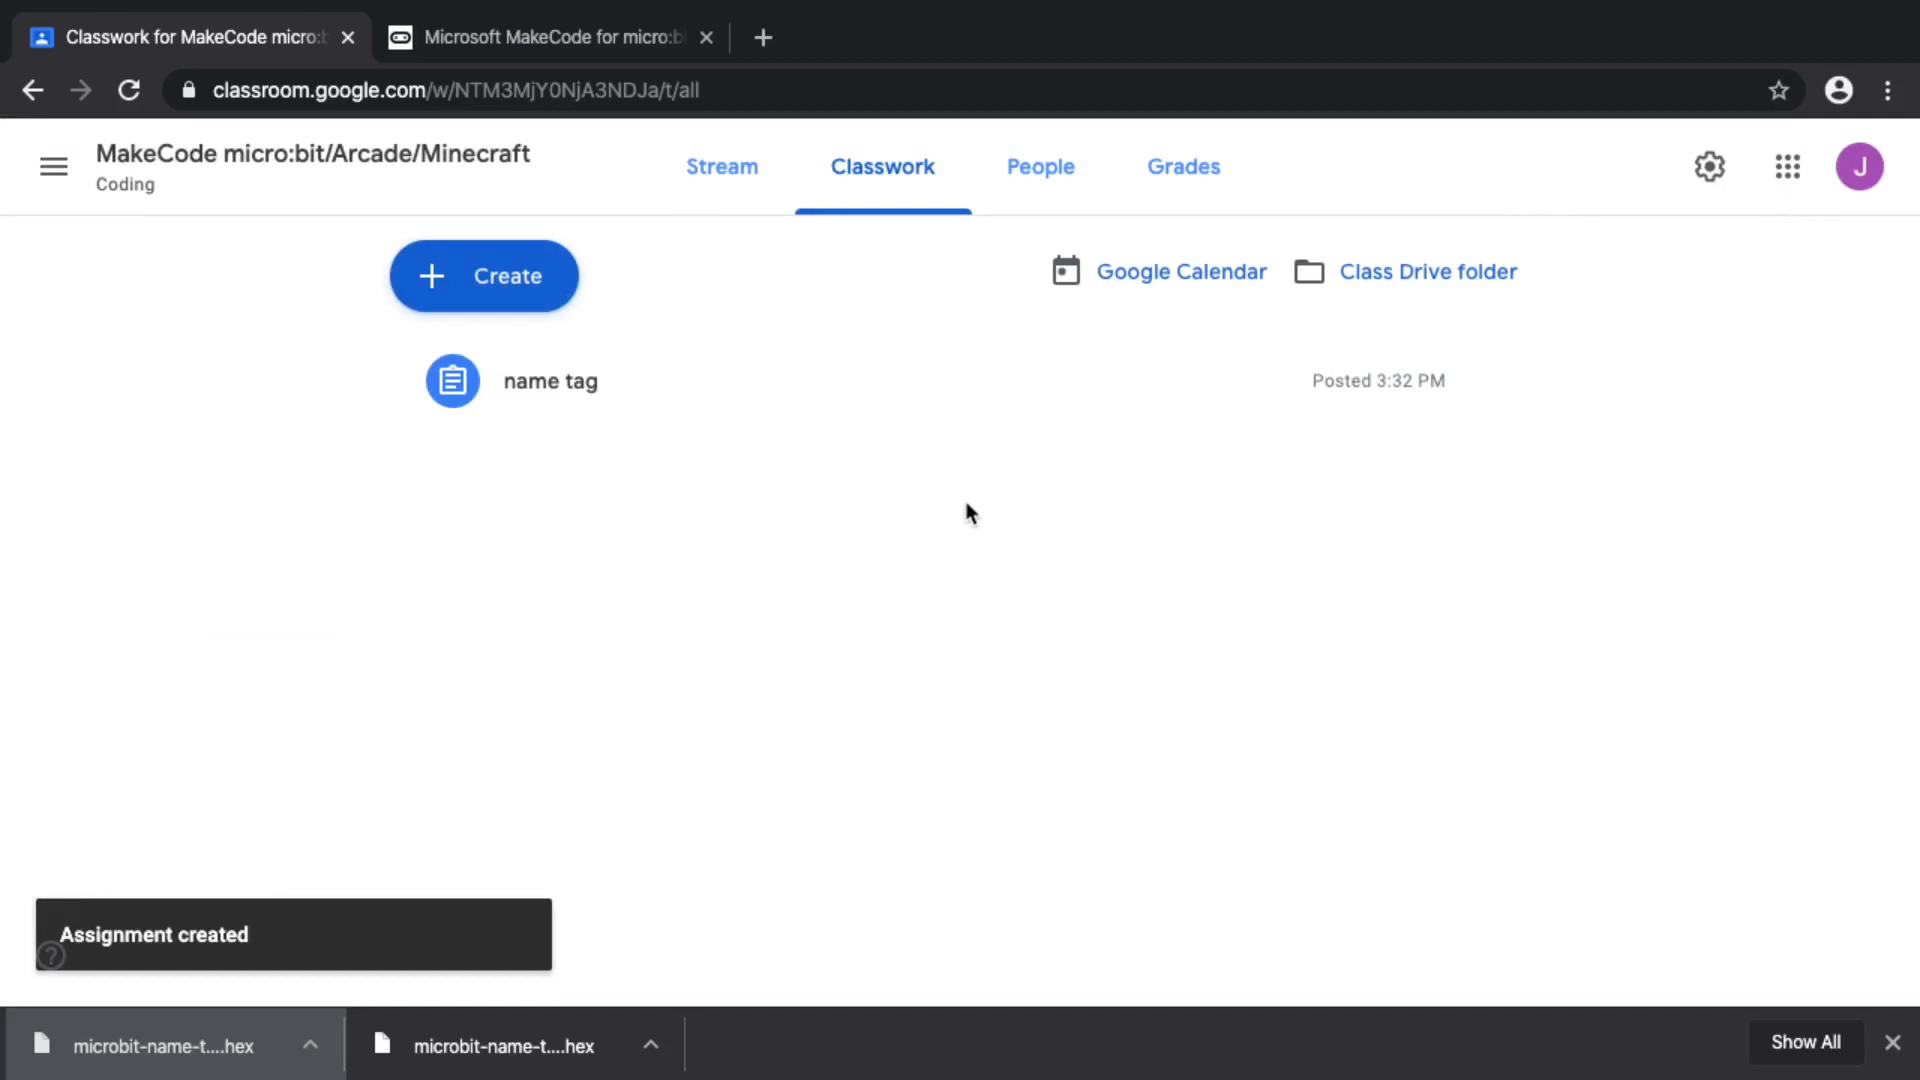 Classwork for MakeCode micro:b
Microsoft MakeCode for micro:b
classroom.google.com/w/NTM3MjY0NjA3NDJa/t/all
MakeCode micro:bit/Arcade/Minecraft
Coding
Stream
Classwork
People
Grades
J
Create
Google Calendar
Class Drive folder
name tag
Posted 3:32 PM
Assignment created
?
microbit-name-t....hex
microbit-name-t....hex
Show All